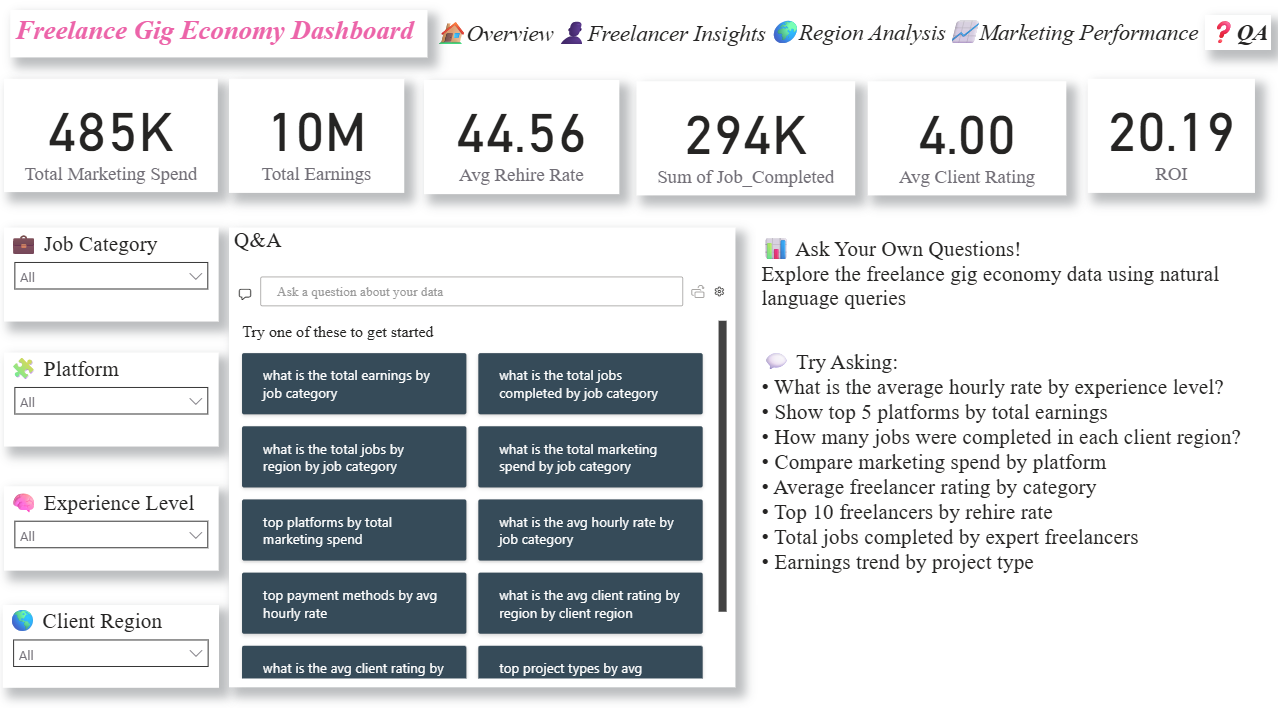 Freelance Gig Economy Dashboard
Overview Freelancer Insights Region Analysis Marketing Performance QA
485K
Total Marketing Spend
10M
Total Earnings
44.56
Avg Rehire Rate
294K
Sum of Job_Completed
4.00
Avg Client Rating
20.19
ROI
Job Category
All
Platform
All
Experience Level
All
Client Region
All
Q&A
Ask a question about your data
Try one of these to get started
what is the total earnings by
job category
what is the total jobs
completed by job category
what is the total jobs by
region by job category
what is the total marketing
spend by job category
top platforms by total
marketing spend
what is the avg hourly rate by
job category
top payment methods by avg
hourly rate
what is the avg client rating by
region by client region
what is the avg client rating by
top project types by avg
Ask Your Own Questions!
Explore the freelance gig economy data using natural
language queries
Try Asking:
• What is the average hourly rate by experience level?
• Show top 5 platforms by total earnings
• How many jobs were completed in each client region?
• Compare marketing spend by platform
• Average freelancer rating by category
• Top 10 freelancers by rehire rate
• Total jobs completed by expert freelancers
• Earnings trend by project type